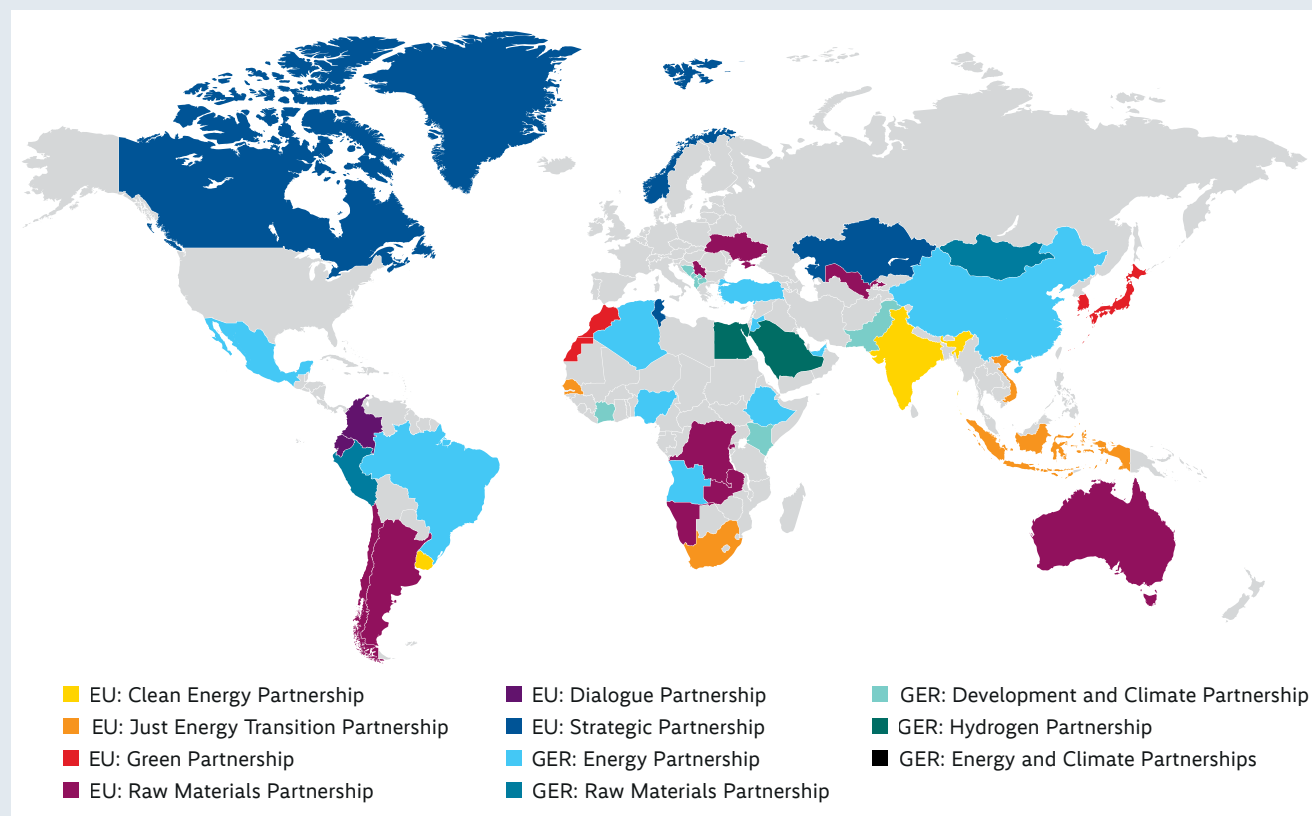 EU: Clean Energy Partnership
EU: Just Energy Transition Partnership
EU: Green Partnership
EU: Raw Materials Partnership
EU: Dialogue Partnership
EU: Strategic Partnership
GER: Energy Partnership
GER: Raw Materials Partnership
GER: Development and Climate Partnership
GER: Hydrogen Partnership
GER: Energy and Climate Partnerships